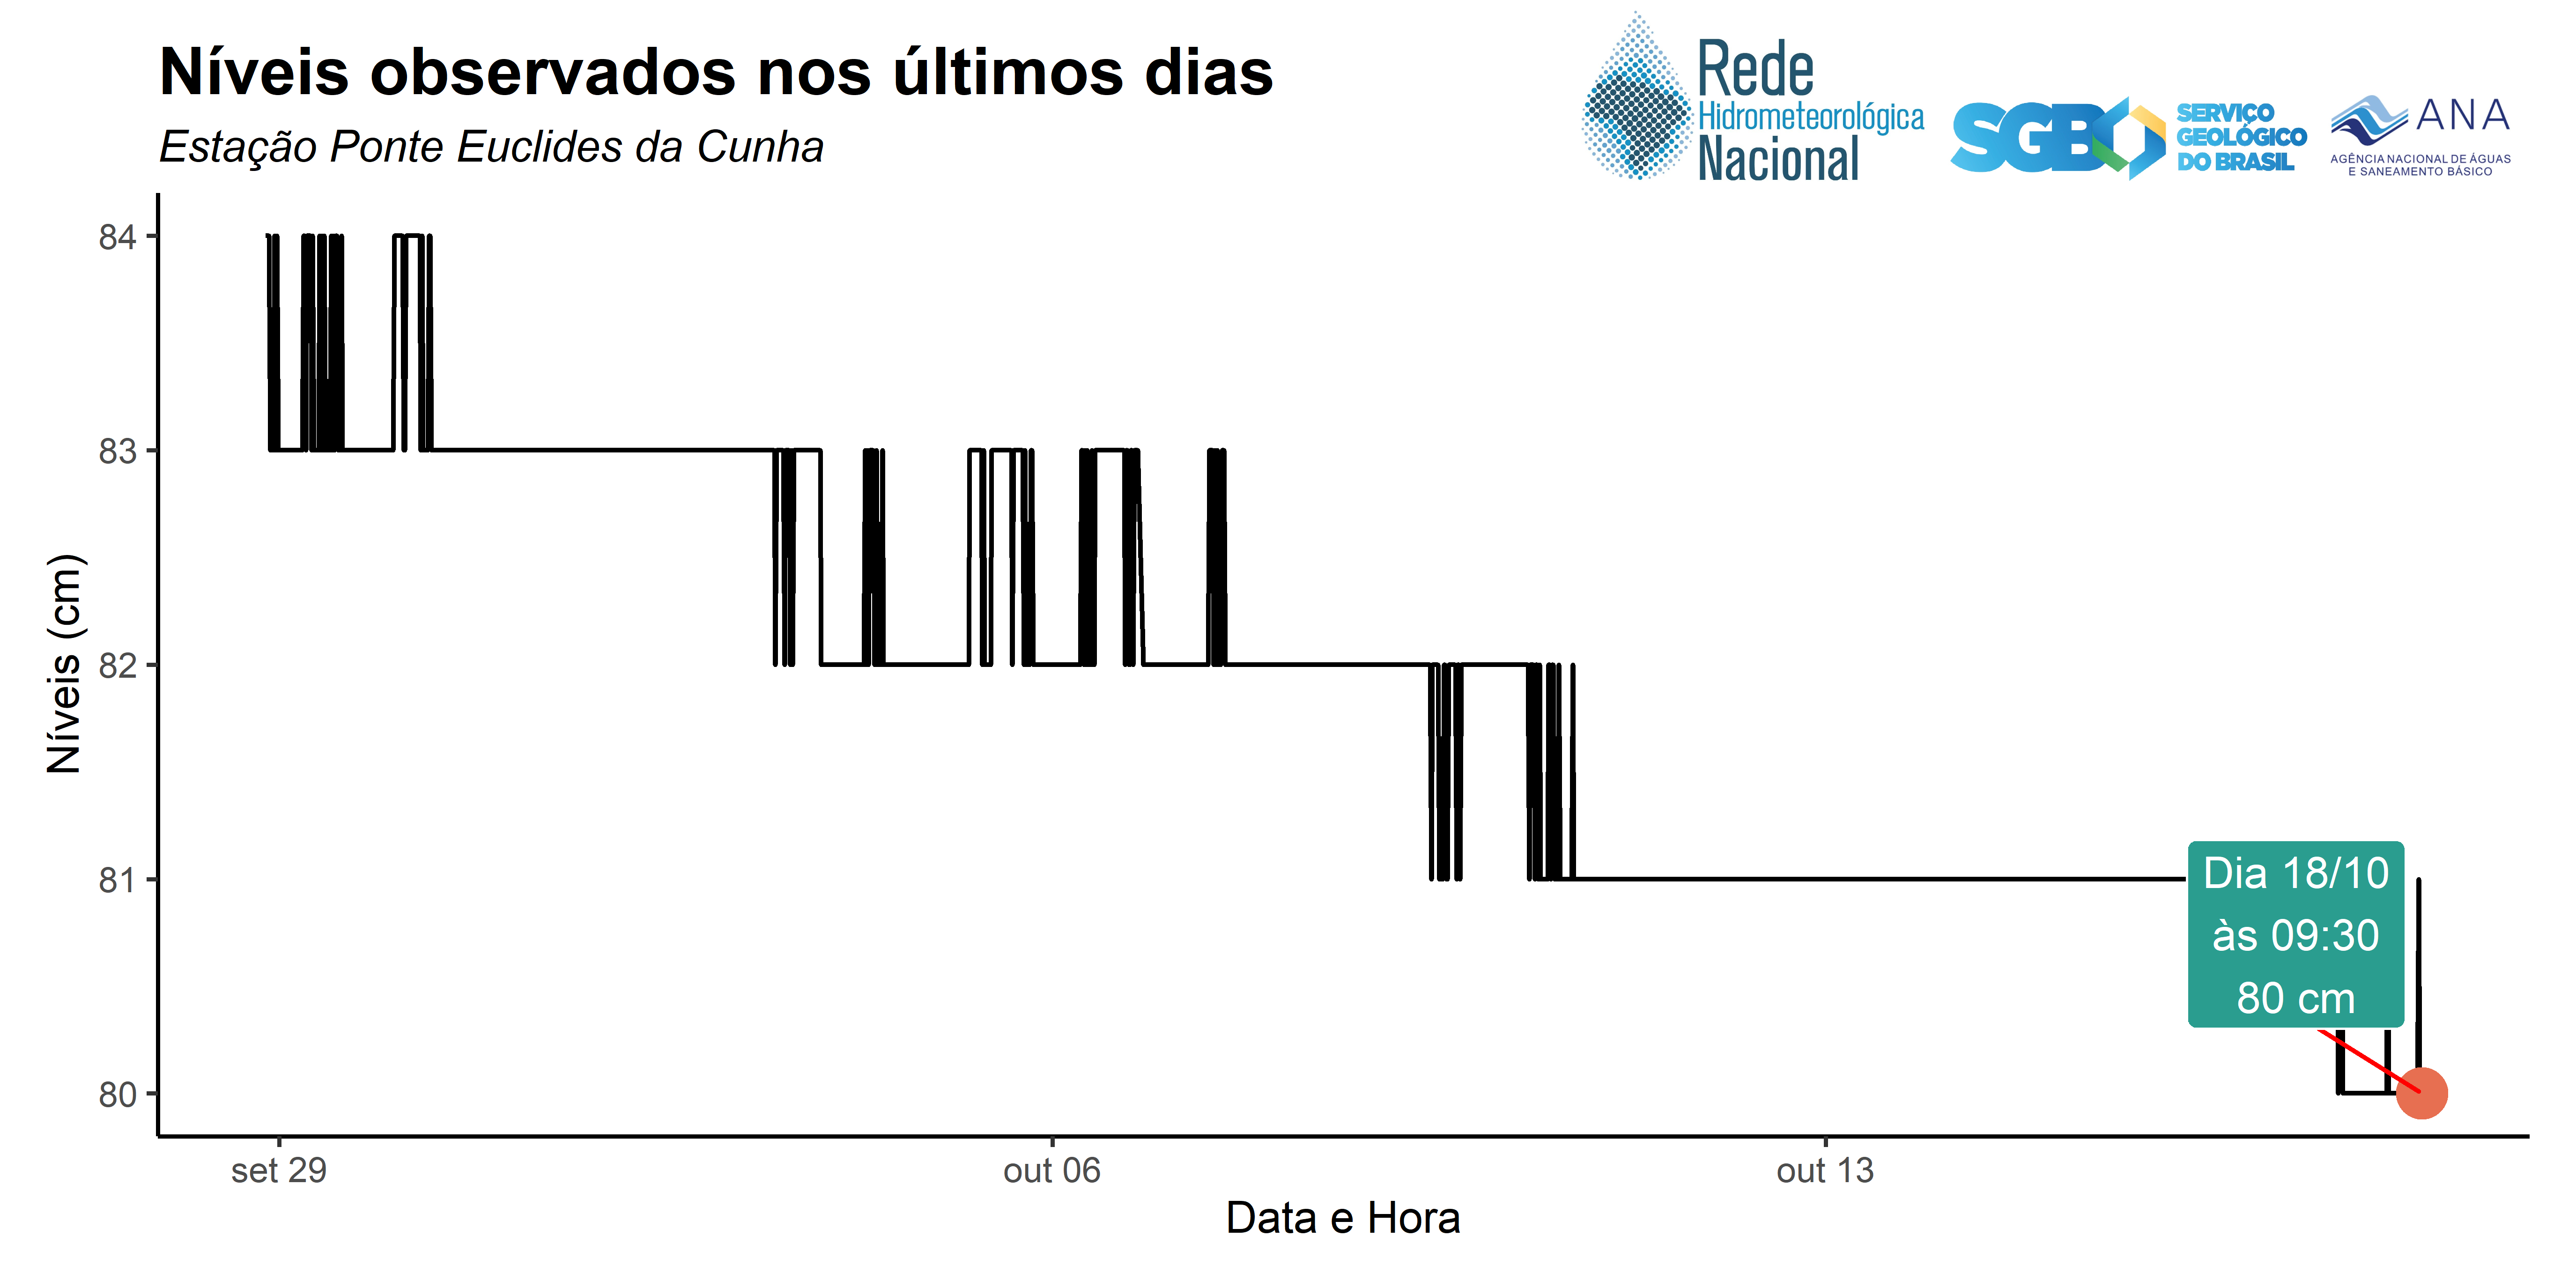 Níveis observados nos últimos dias
Estação Ponte Euclides da Cunha
Rede
Hidrometeorológica
Nacional
SGB
SERVIÇO
GEOLÓGICO
DO BRASIL
ANA
AGÊNCIA NACIONAL DE ÁGUAS
E SANEAMENTO BÁSICO
Níveis (cm)
84
83
82
81
80
Dia 18/10
às 09:30
80 cm
set 29
out 06
out 13
Data e Hora